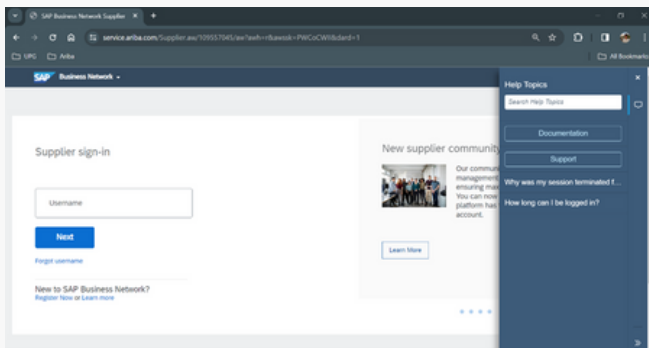 SAP Business Network Supplier
service.ariba.com/Supplier.aw/109557045/aw?awh=r&awssk=PWCoCWII&dard=1
UPG
Ariba
All Bookmarks
SAP Business Network
Supplier sign-in
Username
Next
Forgot username
New to SAP Business Network?
Register Now or Learn more
New supplier community
Our commun
management
ensuring ma
You can now
platform has
account.
Learn More
Help Topics
Search Help Topics
Documentation
Support
Why was my session terminated f...
How long can I be logged in?